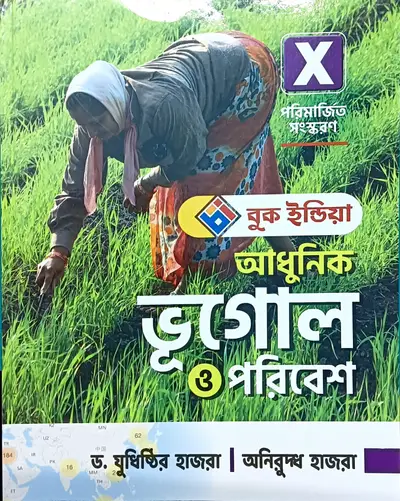 X
পরিমার্জিত
সংস্করণ
বুক ইন্ডিয়া
আধুনিক
ভূগোল
ও পরিবেশ
ড. যুধিষ্ঠির হাজরা | অনিরুদ্ধ হাজরা